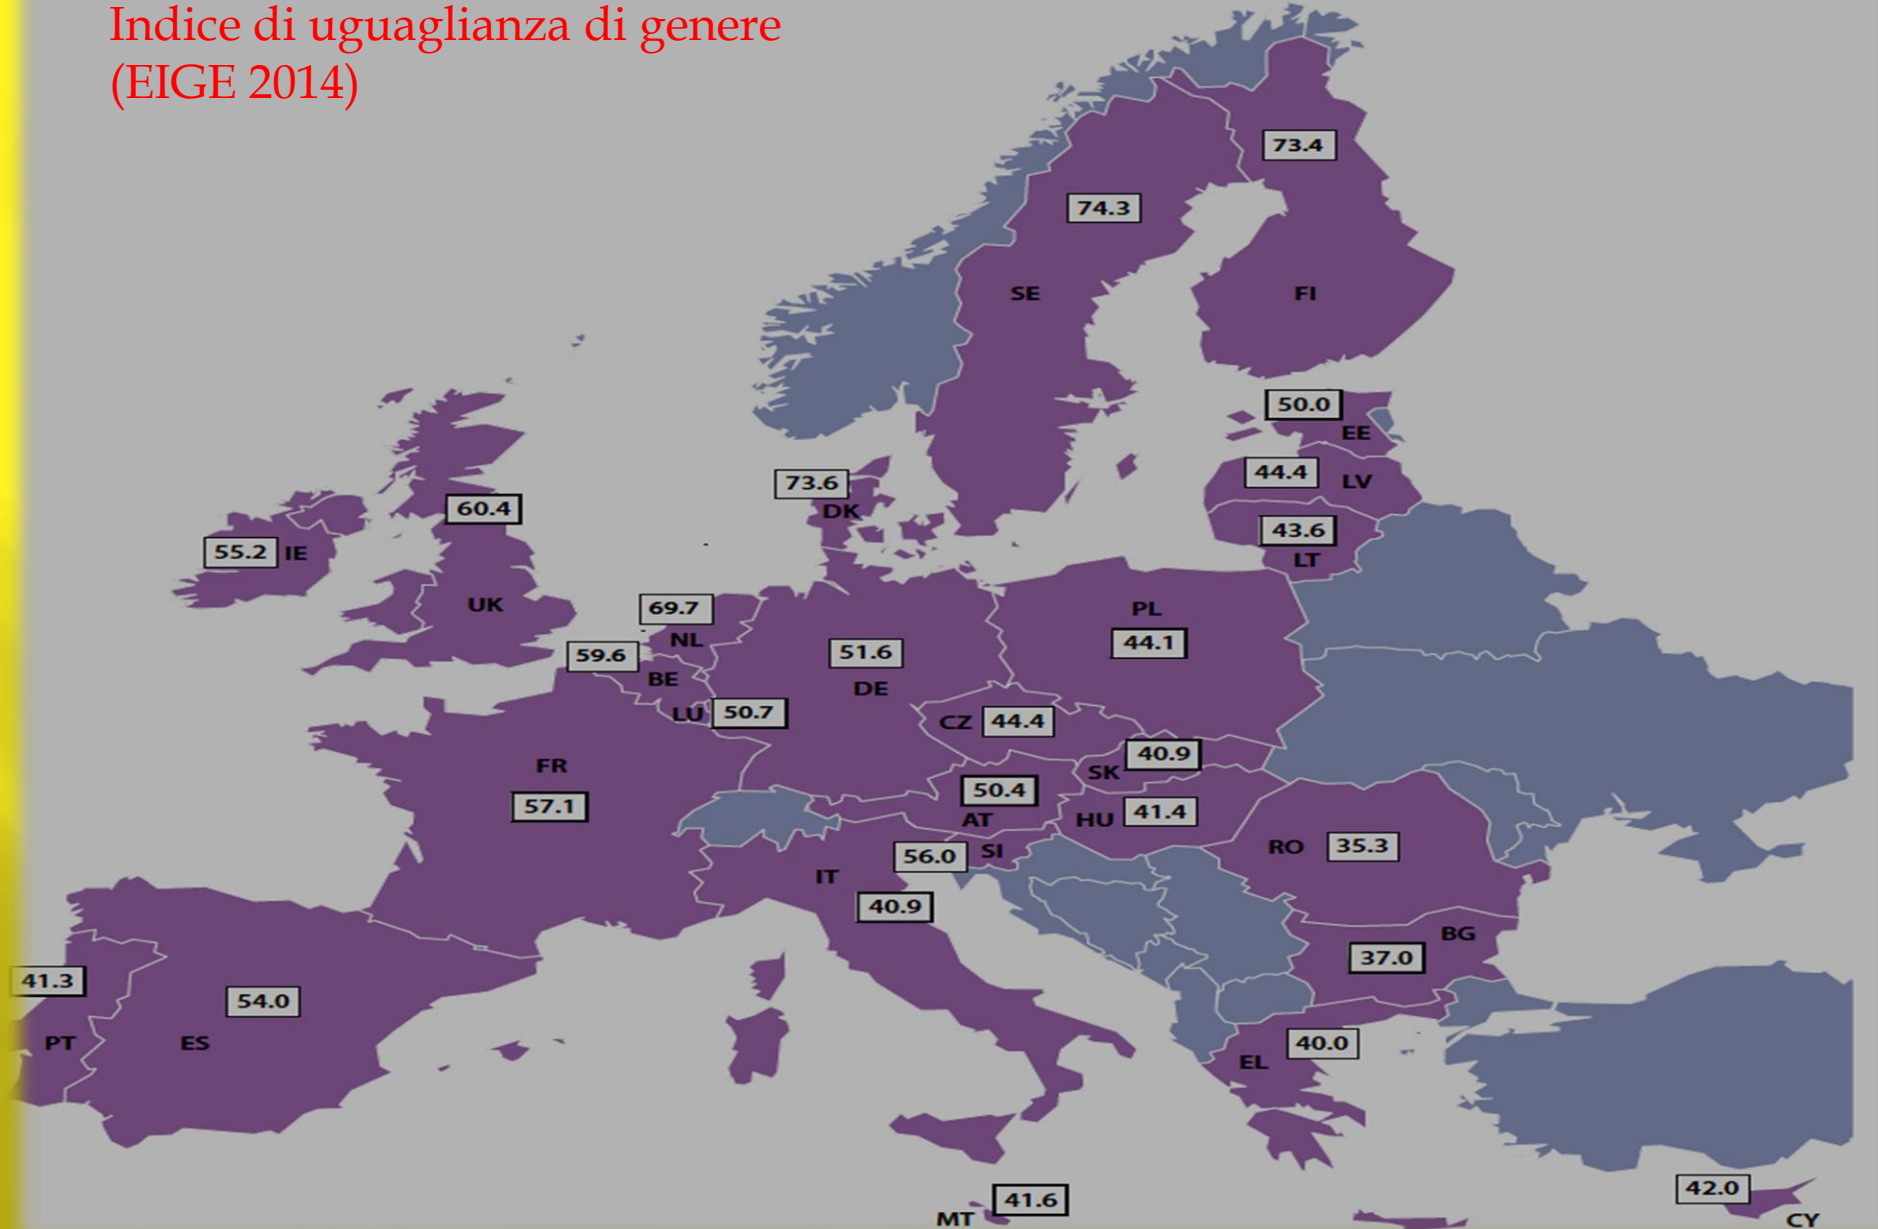 Indice di uguaglianza di genere
(EIGE 2014)
73.4
74.3
SE
FI
50.0
EE
44.4
LV
73.6
DK
60.4
43.6
LT
55.2
IE
UK
69.7
NL
PL
44.1
59.6
BE
51.6
DE
LU
50.7
CZ
44.4
FR
57.1
SK
40.9
50.4
AT
HU
41.4
56.0
SI
RO
35.3
IT
40.9
BG
37.0
41.3
PT
54.0
ES
40.0
EL
41.6
MT
42.0
CY